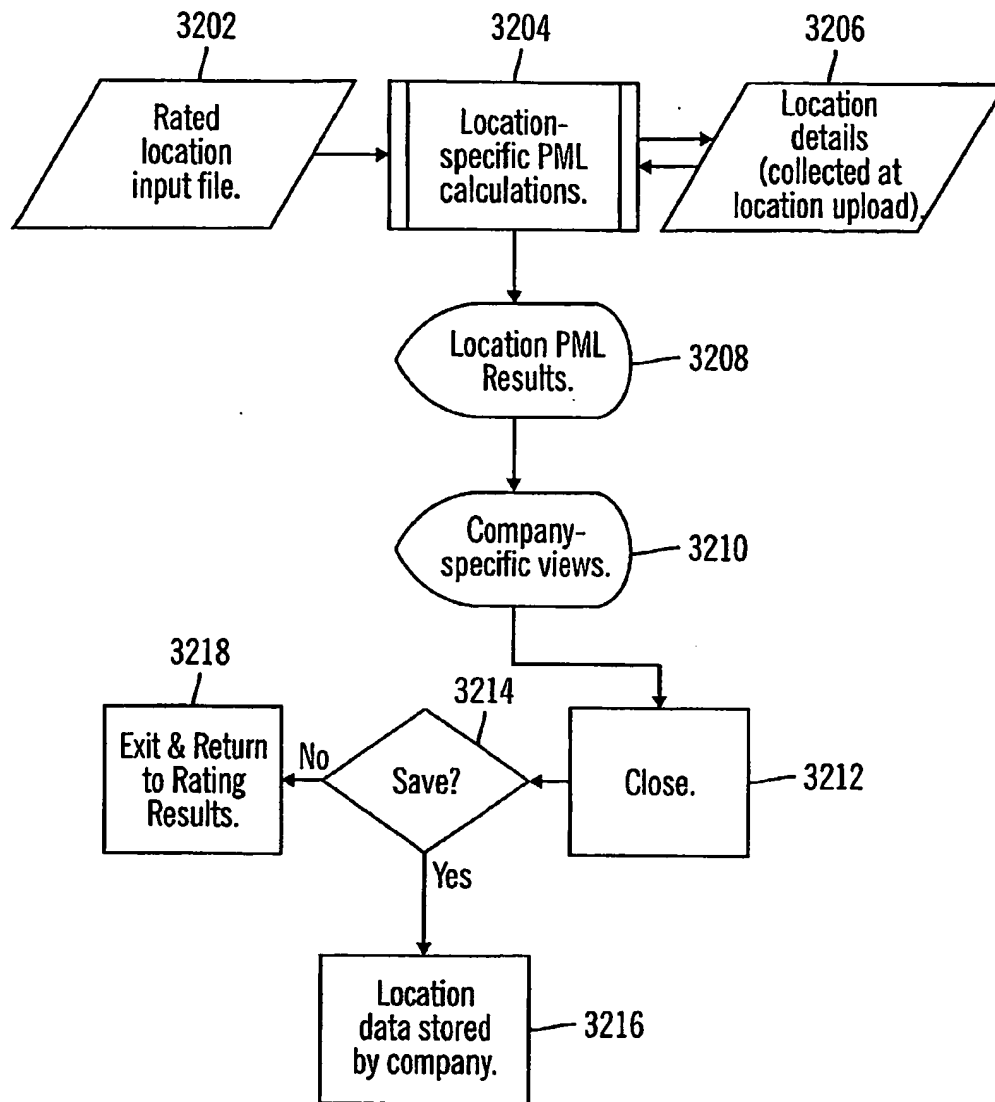 3202
3204
3206
Rated
location
input file.
Location-
specific PML
calculations.
Location
details
(collected at
location upload).
Location PML
Results.
3208
Company-
specific views.
3210
3218
3214
Exit & Return
to Rating
Results.
No
Save?
Close.
3212
Yes
Location
data stored
by company.
3216